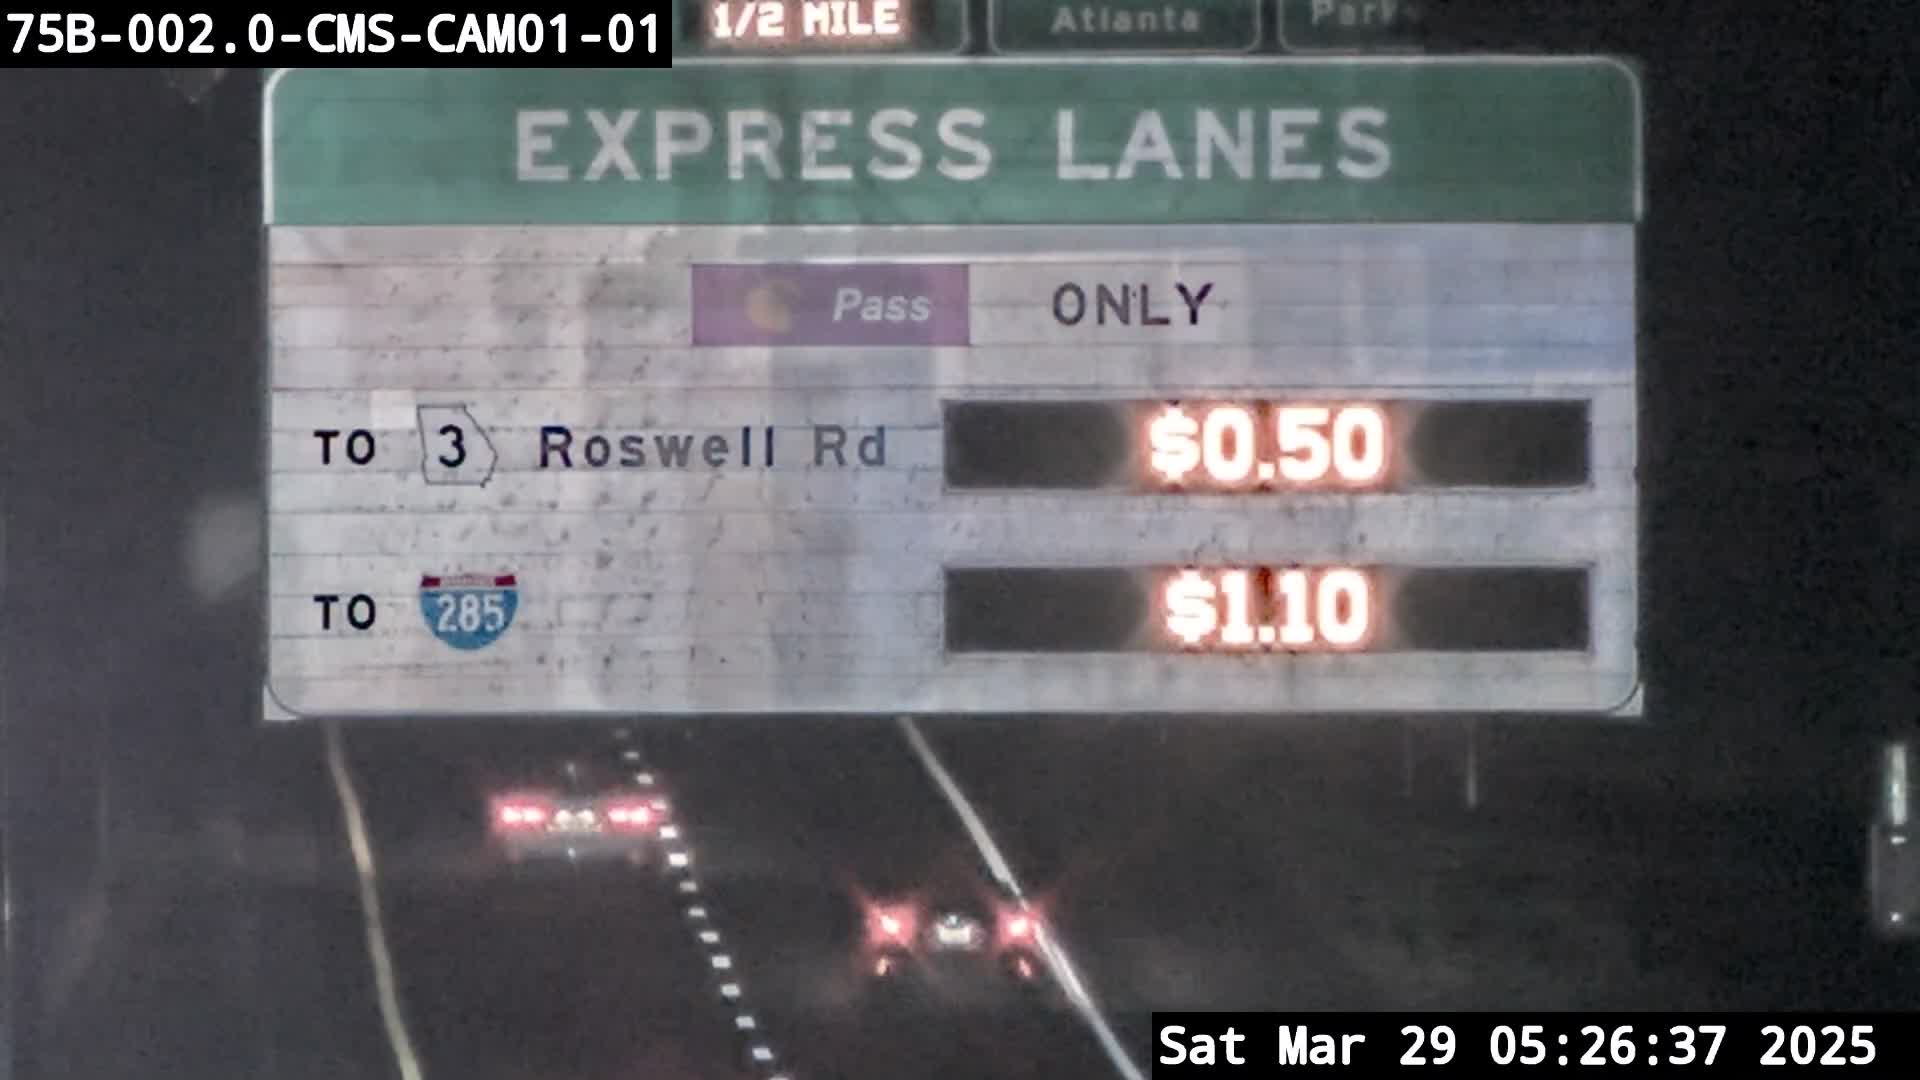 75B-002.0-CMS-CAM01-01
1/2 MILE
Atlanta
EXPRESS LANES
Pass ONLY
TO 3 Roswell Rd $0.50
TO 285 $1.10
Sat Mar 29 05:26:37 2025